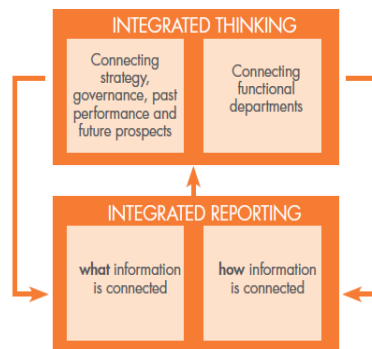 INTEGRATED THINKING
Connecting
strategy,
governance, past
performance and
future prospects
Connecting
functional
departments
INTEGRATED REPORTING
what information
is connected
how information
is connected